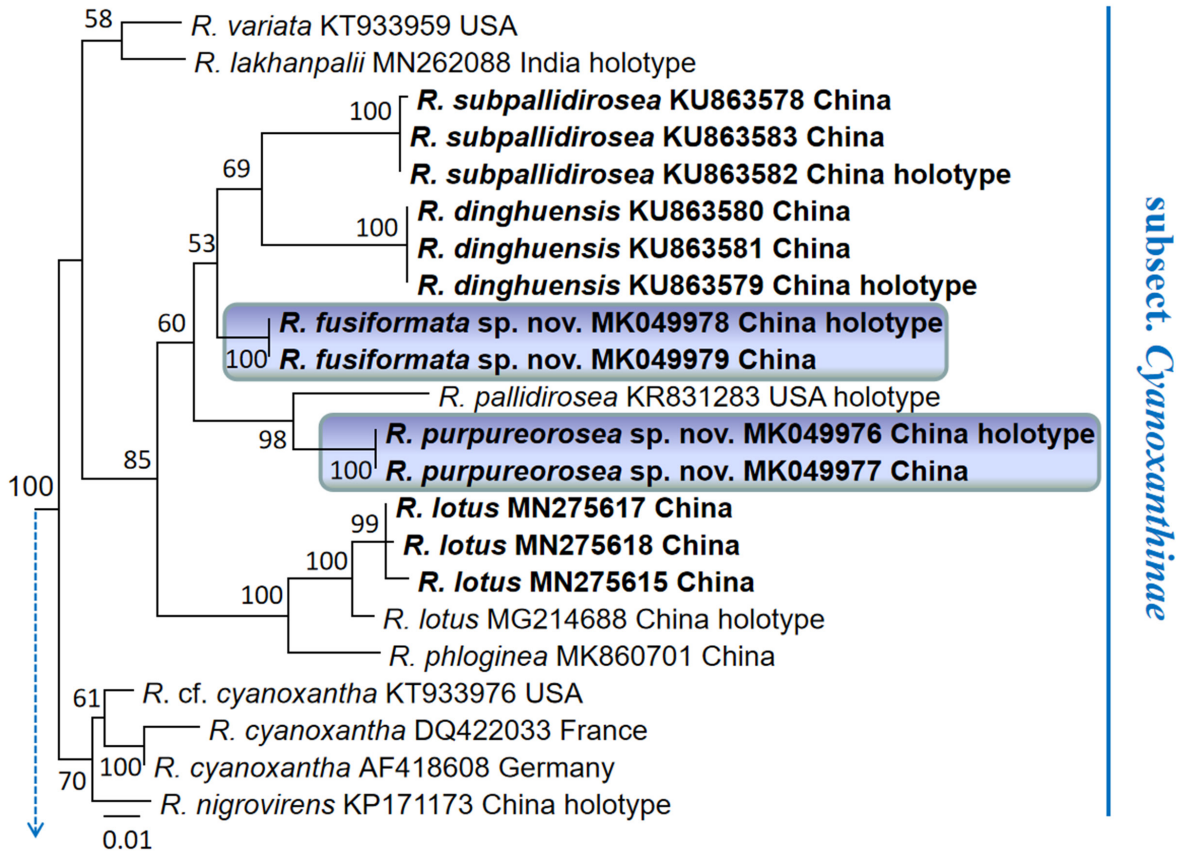 58
R. variata KT933959 USA
R. lakhanpalii MN262088 India holotype
100
R. subpallidirosea KU863578 China
R. subpallidirosea KU863583 China
69
R. subpallidirosea KU863582 China holotype
R. dinghuensis KU863580 China
53
100
R. dinghuensis KU863581 China
R. dinghuensis KU863579 China holotype
60
R. fusiformata sp. nov. MK049978 China holotype
100
R. fusiformata sp. nov. MK049979 China
R. pallidirosea KR831283 USA holotype
98
R. purpureorosea sp. nov. MK049976 China holotype
85
100
R. purpureorosea sp. nov. MK049977 China
100
R. lotus MN275617 China
99
R. lotus MN275618 China
100
R. lotus MN275615 China
100
R. lotus MG214688 China holotype
R. phloginea MK860701 China
61
R. cf. cyanoxantha KT933976 USA
R. cyanoxantha DQ422033 France
100
R. cyanoxantha AF418608 Germany
70
R. nigrovirens KP171173 China holotype
0.01
subsect. Cyanoxanthinae